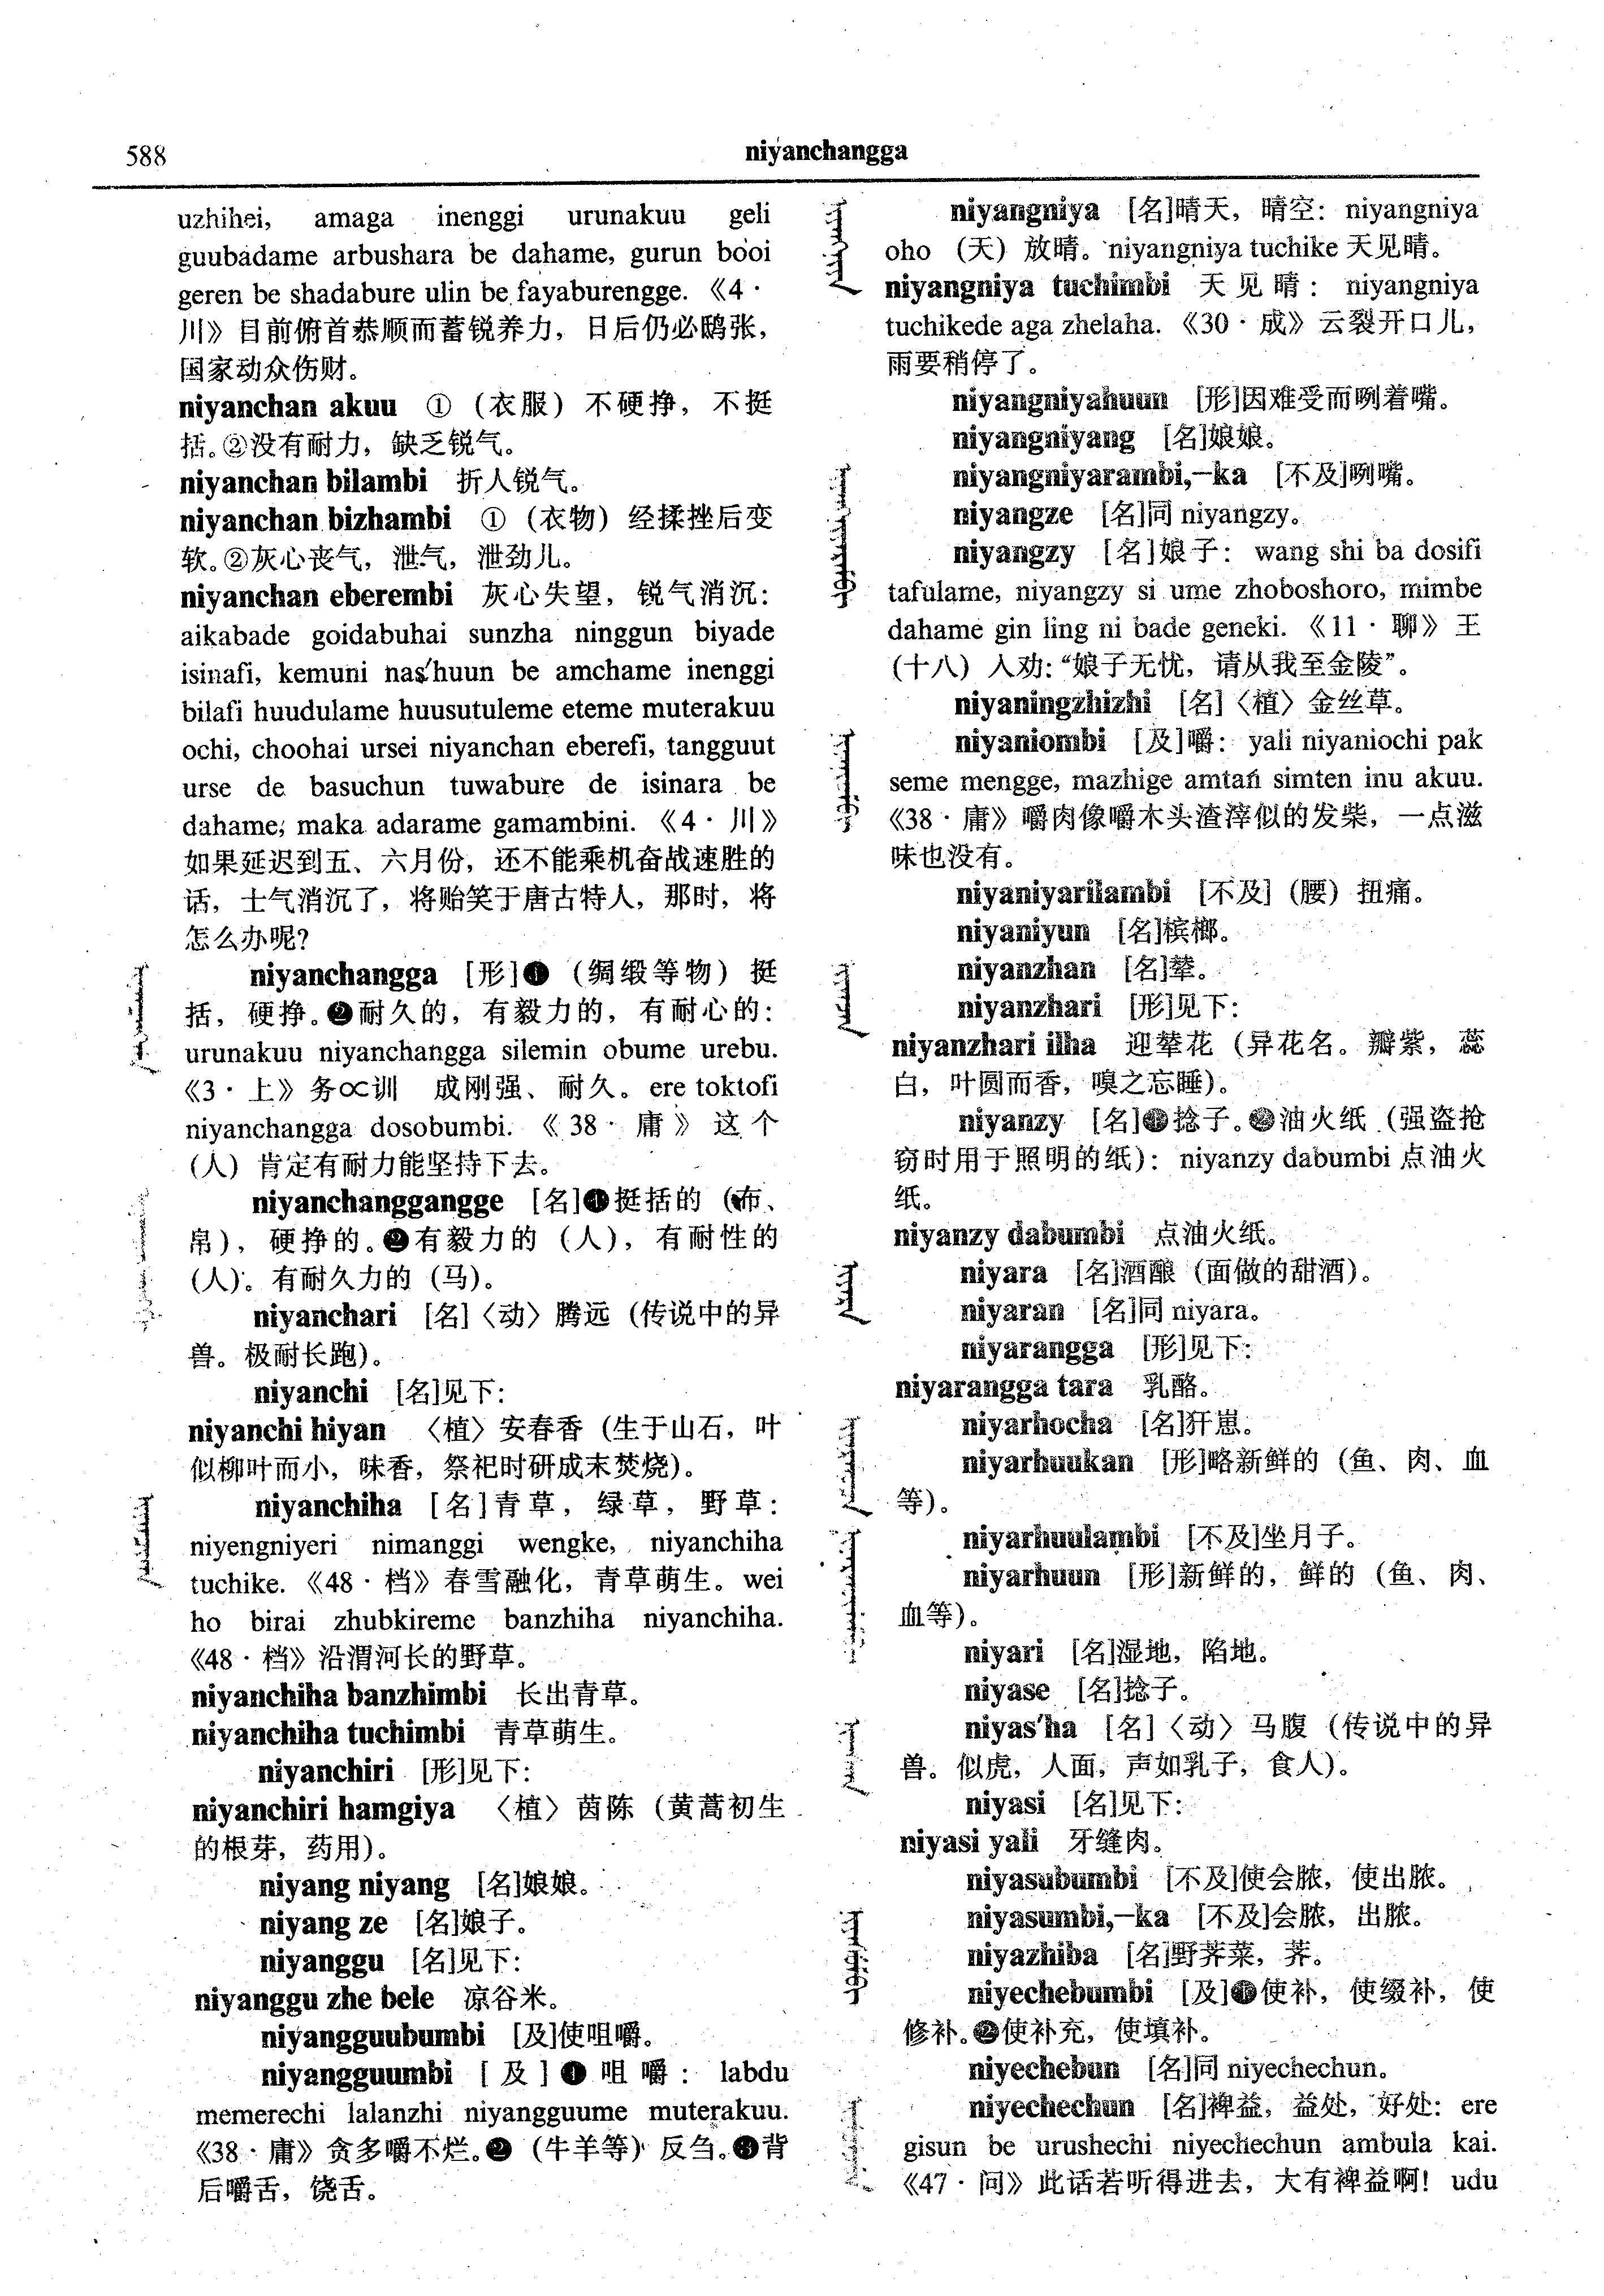 588
niyanchangga
uzhihei, amaga inenggi urunakuu geli
guubadame arbushara be dahame, gurun booi
geren be shadabure ulin be fayaburengge. 《4·
川》目前俯首恭顺而蓄锐养力，日后仍必鸱张，
国家动众伤财。
niyanchan akuu ①（衣服）不硬挣，不挺
括。②没有耐力，缺乏锐气。
niyanchan bilambi 折人锐气。
niyanchan bizhambi ①（衣物）经揉挫后变
软。②灰心丧气，泄气，泄劲儿。
niyanchan eberembi 灰心失望，锐气消沉：
aikabade goidabuhai sunzha ninggun biyade
isinafi, kemuni nas'huun be amchame inenggi
bilafi huudulame huusutuleme eteme muterakuu
ochi, choohai ursei niyanchan eberefi, tangguut
urse de basuchun tuwabure de isinara be
dahame, maka adarame gamambini. 《4·川》
如果延迟到五、六月份，还不能乘机奋战速胜的
话，士气消沉了，将贻笑于唐古特人，那时，将
怎么办呢？
niyanchangga [形]❶（绸缎等物）挺
括，硬挣。❷耐久的，有毅力的，有耐心的：
urunakuu niyanchangga silemin obume urebu.
《3·上》务∝训 成刚强、耐久。ere toktofi
niyanchangga dosobumbi. 《38·庸》这个
（人）肯定有耐力能坚持下去。
niyanchanggangge [名]❶挺括的（布、
帛），硬挣的。❷有毅力的（人），有耐性的
（人）。有耐久力的（马）。
niyanchari [名]〈动〉腾远（传说中的异
兽。极耐长跑）。
niyanchi [名]见下：
niyanchi hiyan 〈植〉安春香（生于山石，叶
似柳叶而小，味香，祭祀时研成末焚烧）。
niyanchiha [名]青草，绿草，野草：
niyengniyeri nimanggi wengke, niyanchiha
tuchike. 《48·档》春雪融化，青草萌生。wei
ho birai zhubkireme banzhiha niyanchiha.
《48·档》沿渭河长的野草。
niyanchiha banzhimbi 长出青草。
niyanchiha tuchimbi 青草萌生。
niyanchiri [形]见下：
niyanchiri hamgiya 〈植〉茵陈（黄蒿初生
的根芽，药用）。
niyang niyang [名]娘娘。
niyang ze [名]娘子。
niyanggu [名]见下：
niyanggu zhe bele 凉谷米。
niyangguubumbi [及]使咀嚼。
niyangguumbi [及]❶咀嚼： labdu
memerechi lalanzhi niyangguume muterakuu.
《38·庸》贪多嚼不烂。❷（牛羊等）反刍。❸背
后嚼舌，饶舌。
niyangniya [名]晴天，晴空：niyangniya
oho （天）放晴。niyangniya tuchike 天见晴。
niyangniya tuchimbi 天见晴： niyangniya
tuchikede aga zhelaha. 《30·成》云裂开口儿，
雨要稍停了。
niyangniyahuun [形]因难受而咧着嘴。
niyangniyang [名]娘娘。
niyangniyarambi,-ka [不及]咧嘴。
niyangze [名]同 niyangzy。
niyangzy [名]娘子： wang shi ba dosifi
tafulame, niyangzy si ume zhoboshoro, mimbe
dahame gin ling ni bade geneki. 《11·聊》王
（十八）入劝：“娘子无忧，请从我至金陵”。
niyaningzhizhi [名]〈植〉金丝草。
niyaniombi [及]嚼： yali niyaniochi pak
seme mengge, mazhige amtan simten inu akuu.
《38·庸》嚼肉像嚼木头渣滓似的发柴，一点滋
味也没有。
niyaniyarilambi [不及]（腰）扭痛。
niyaniyun [名]槟榔。
niyanzhan [名]辇。
niyanzhari [形]见下：
niyanzhari ilha 迎辇花（异花名。瓣紫，蕊
白，叶圆而香，嗅之忘睡）。
niyanzy [名]❶捻子。❷油火纸（强盗抢
窃时用于照明的纸）： niyanzy dabumbi 点油火
纸。
niyanzy dabumbi 点油火纸。
niyara [名]酒酿（面做的甜酒）。
niyaran [名]同 niyara。
niyarangga [形]见下：
niyarangga tara 乳酪。
niyarhocha [名]犴崽。
niyarhuukan [形]略新鲜的（鱼、肉、血
等）。
niyarhuulambi [不及]坐月子。
niyarhuun [形]新鲜的，鲜的（鱼、肉、
血等）。
niyari [名]湿地，陷地。
niyase [名]捻子。
niyas'ha [名]〈动〉马腹（传说中的异
兽。似虎，人面，声如乳子，食人）。
niyasi [名]见下：
niyasi yali 牙缝肉。
niyasubumbi [不及]使会脓，使出脓。
niyasumbi,-ka [不及]会脓，出脓。
niyazhiba [名]野荠菜，荠。
niyechebumbi [及]❶使补，使缀补，使
修补。❷使补充，使填补。
niyechebun [名]同 niyechechun。
niyechechun [名]裨益，益处，好处： ere
gisun be urushechi niyechechun ambula kai.
《47·问》此话若听得进去，大有裨益啊！ udu